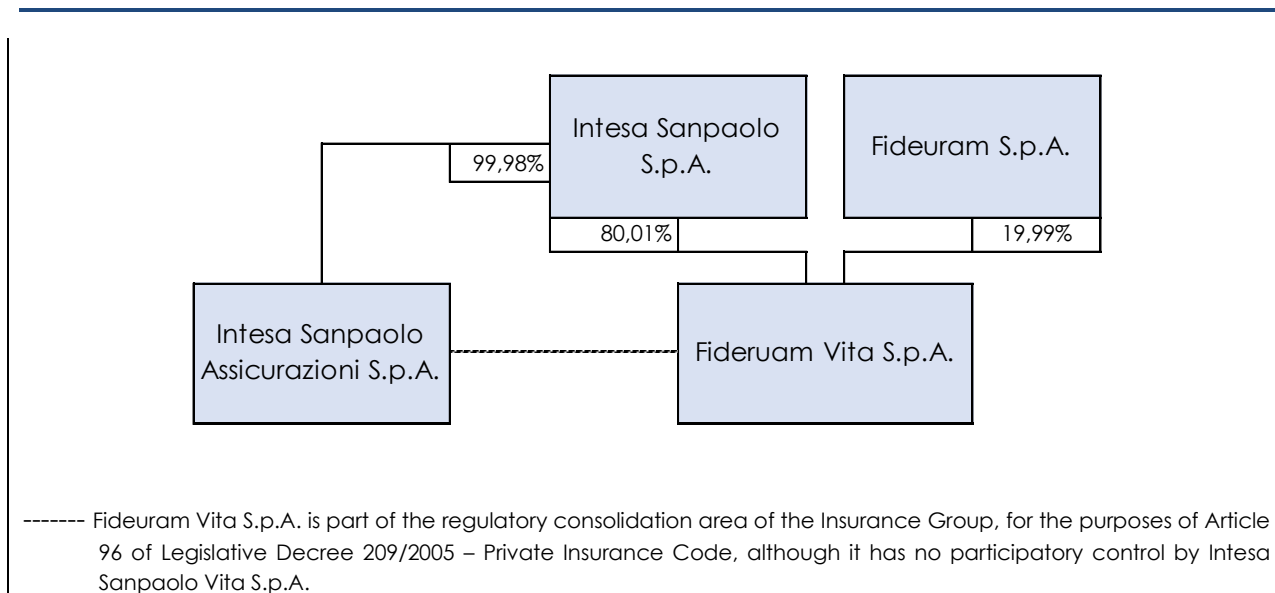 Intesa Sanpaolo
S.p.A.
Fideuram S.p.A.
99,98%
80,01%
19,99%
Intesa Sanpaolo
Assicurazioni S.p.A.
Fideruam Vita S.p.A.
------- Fideuram Vita S.p.A. is part of the regulatory consolidation area of the Insurance Group, for the purposes of Article
96 of Legislative Decree 209/2005 – Private Insurance Code, although it has no participatory control by Intesa
Sanpaolo Vita S.p.A.